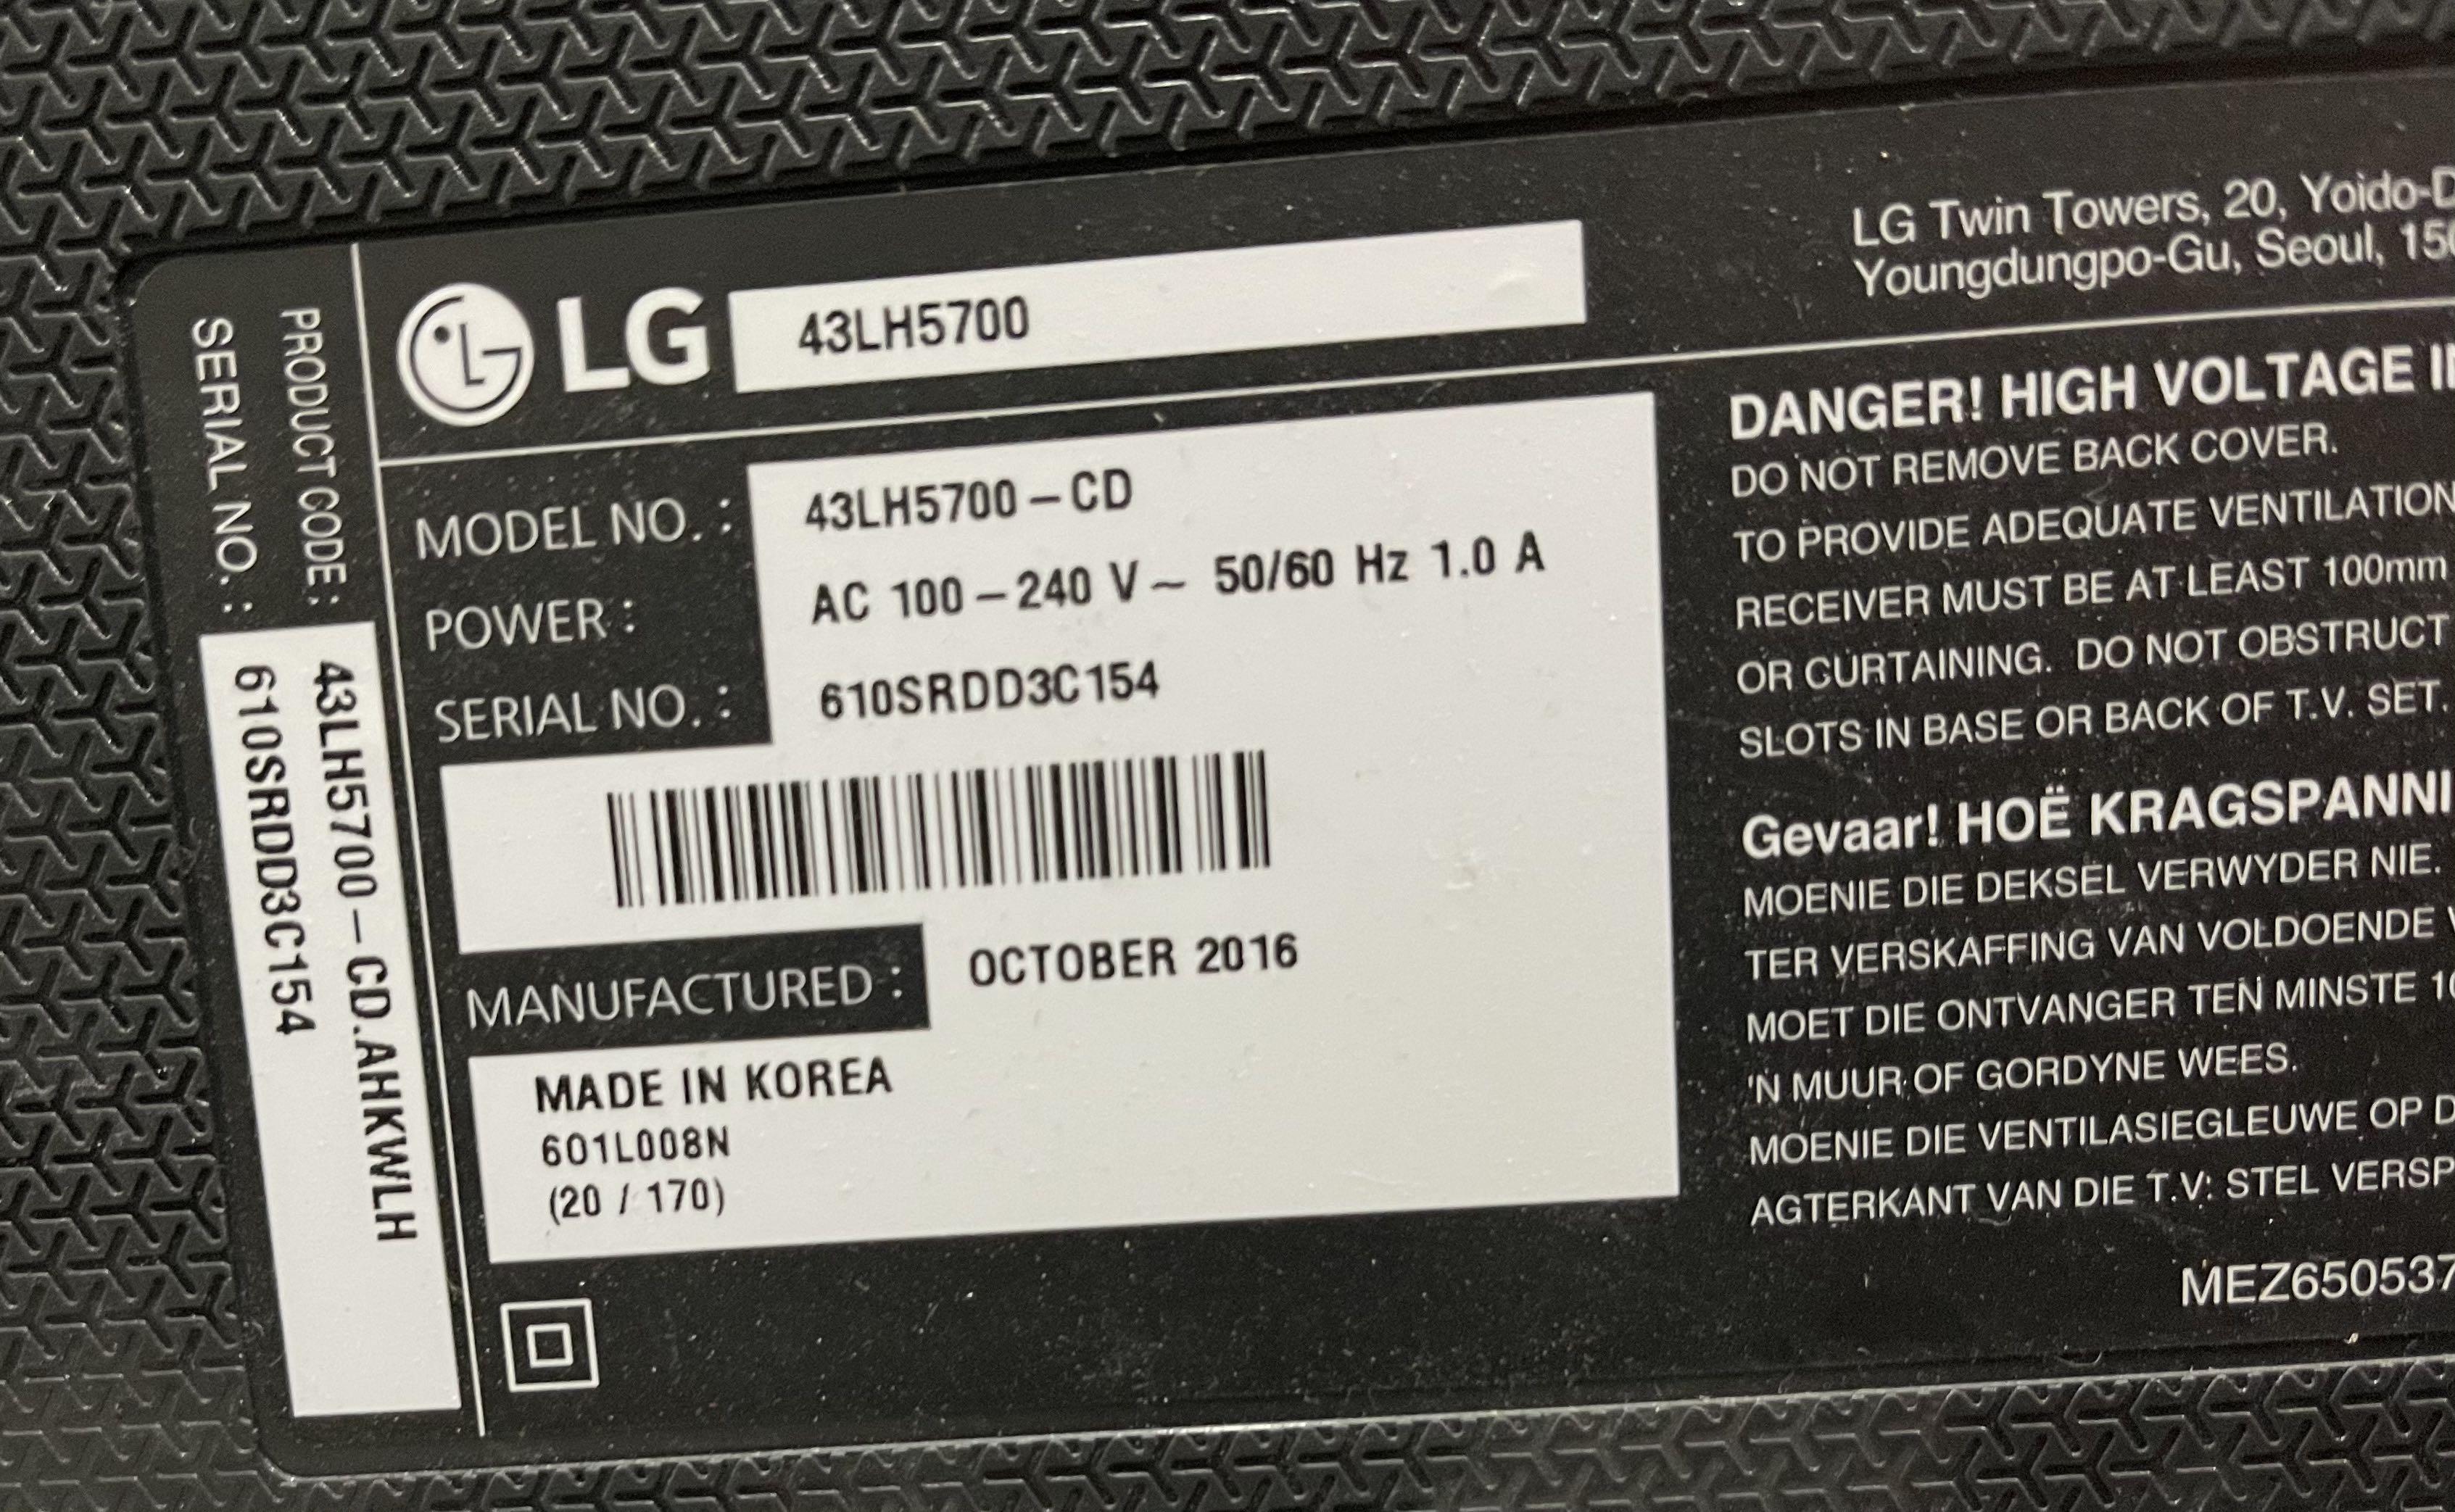 LG 43LH5700
LG Twin Towers, 20, Yoido-D
Youngdungpo-Gu, Seoul, 150
PRODUCT CODE : 43LH5700-CD.AHKWLH
SERIAL NO. : 610SRDD3C154
MODEL NO. : 43LH5700-CD
POWER : AC 100-240 V~ 50/60 Hz 1.0 A
SERIAL NO. : 610SRDD3C154
MANUFACTURED : OCTOBER 2016
MADE IN KOREA
601L008N
(20 / 170)
DANGER! HIGH VOLTAGE
DO NOT REMOVE BACK COVER.
TO PROVIDE ADEQUATE VENTILATION
RECEIVER MUST BE AT LEAST 100mm
OR CURTAINING. DO NOT OBSTRUCT
SLOTS IN BASE OR BACK OF T.V. SET.
Gevaar! HOË KRAGSPANNI
MOENIE DIE DEKSEL VERWYDER NIE.
TER VERSKAFFING VAN VOLDOENDE
MOET DIE ONTVANGER TEN MINSTE 10
'N MUUR OF GORDYNE WEES.
MOENIE DIE VENTILASIEGLEUWE OP D
AGTERKANT VAN DIE T.V. STEL VERSP
MEZ650537